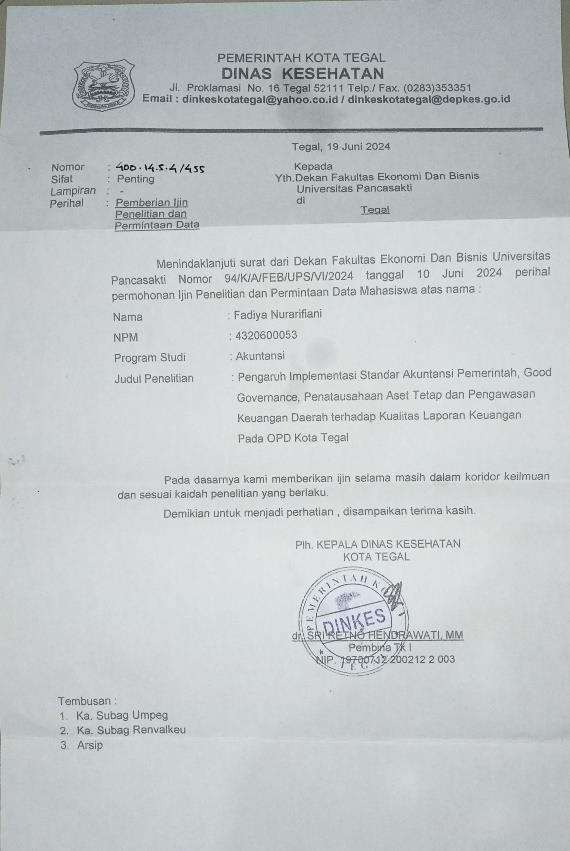 PEMERINTAH KOTA TEGAL
DINAS KESEHATAN
Jl. Proklamasi No. 16 Tegal 52111 Telp./ Fax. (0283)353351
Email : dinkeskotategal@yahoo.co.id / dinkeskotategal@depkes.go.id
Tegal, 19 Juni 2024
Nomor : 400.14.5.4/455
Sifat : Penting
Lampiran : -
Perihal : Pemberian Ijin
Penelitian dan
Permintaan Data
Kepada
Yth.Dekan Fakultas Ekonomi Dan Bisnis
Universitas Pancasakti
di
Tegal
Menindaklanjuti surat dari Dekan Fakultas Ekonomi Dan Bisnis Universitas
Pancasakti Nomor 94/K/A/FEB/UPS/VI/2024 tanggal 10 Juni 2024 perihal
permohonan Ijin Penelitian dan Permintaan Data Mahasiswa atas nama :
Nama : Fadiya Nurarifiani
NPM : 4320600053
Program Studi : Akuntansi
Judul Penelitian : Pengaruh Implementasi Standar Akuntansi Pemerintah, Good
Governance, Penatausahaan Aset Tetap dan Pengawasan
Keuangan Daerah terhadap Kualitas Laporan Keuangan
Pada OPD Kota Tegal
Pada dasarnya kami memberikan ijin selama masih dalam koridor keilmuan
dan sesuai kaidah penelitian yang berlaku.
Demikian untuk menjadi perhatian , disampaikan terima kasih.
Plh. KEPALA DINAS KESEHATAN
KOTA TEGAL
PEMERINTAH KOTA
DINKES
TEGAL
dr. SRI RETNO HENDRAWATI, MM
Pembina TK I
NIP. 19700712 200212 2 003
Tembusan :
1. Ka. Subag Umpeg
2. Ka. Subag Renvalkeu
3. Arsip